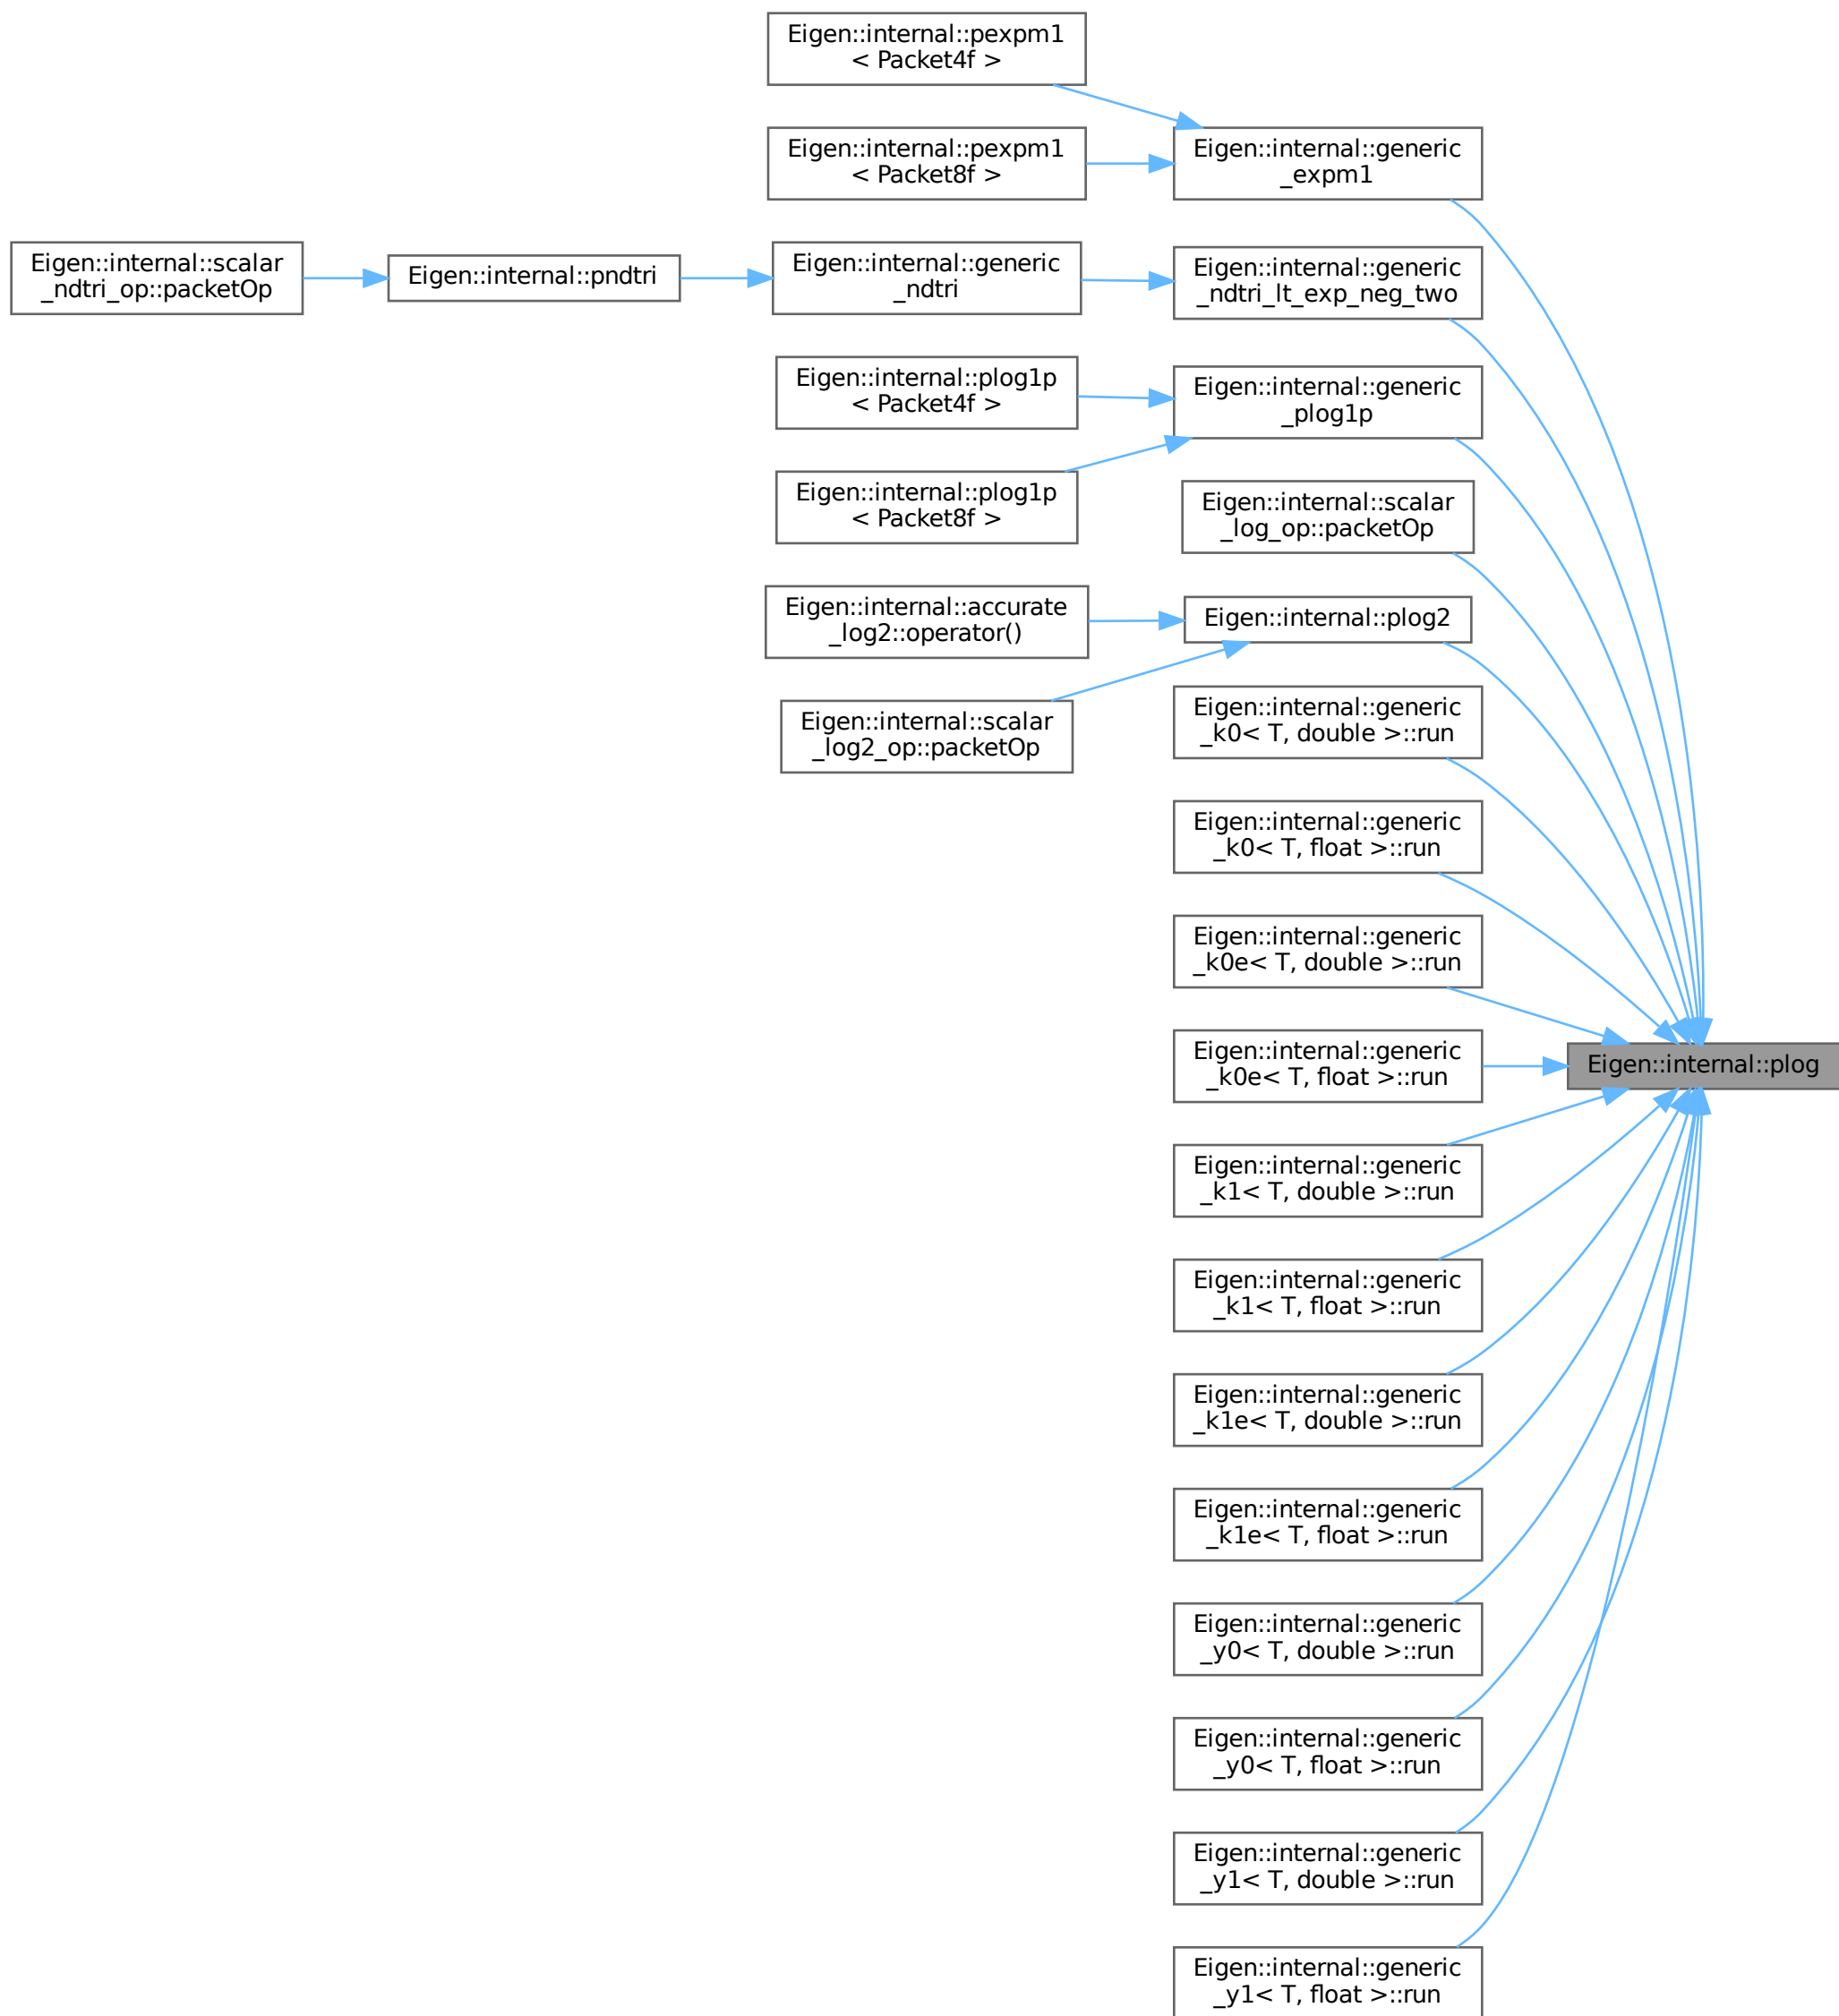 Eigen::internal::pexpm1
< Packet4f >
Eigen::internal::pexpm1
< Packet8f >
Eigen::internal::generic
_expm1
Eigen::internal::scalar
_ndtri_op::packetOp
Eigen::internal::pndtri
Eigen::internal::generic
_ndtri
Eigen::internal::generic
_ndtri_lt_exp_neg_two
Eigen::internal::plog1p
< Packet4f >
Eigen::internal::generic
_plog1p
Eigen::internal::plog1p
< Packet8f >
Eigen::internal::scalar
_log_op::packetOp
Eigen::internal::accurate
_log2::operator()
Eigen::internal::plog2
Eigen::internal::scalar
_log2_op::packetOp
Eigen::internal::generic
_k0< T, double >::run
Eigen::internal::generic
_k0< T, float >::run
Eigen::internal::generic
_k0e< T, double >::run
Eigen::internal::generic
_k0e< T, float >::run
Eigen::internal::plog
Eigen::internal::generic
_k1< T, double >::run
Eigen::internal::generic
_k1< T, float >::run
Eigen::internal::generic
_k1e< T, double >::run
Eigen::internal::generic
_k1e< T, float >::run
Eigen::internal::generic
_y0< T, double >::run
Eigen::internal::generic
_y0< T, float >::run
Eigen::internal::generic
_y1< T, double >::run
Eigen::internal::generic
_y1< T, float >::run